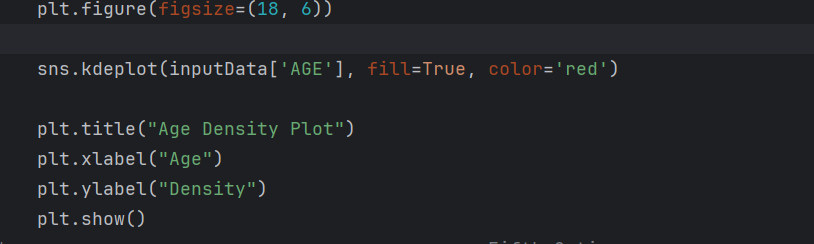 plt.figure(figsize=(18, 6))
sns.kdeplot(inputData['AGE'], fill=True, color='red')
plt.title("Age Density Plot")
plt.xlabel("Age")
plt.ylabel("Density")
plt.show()